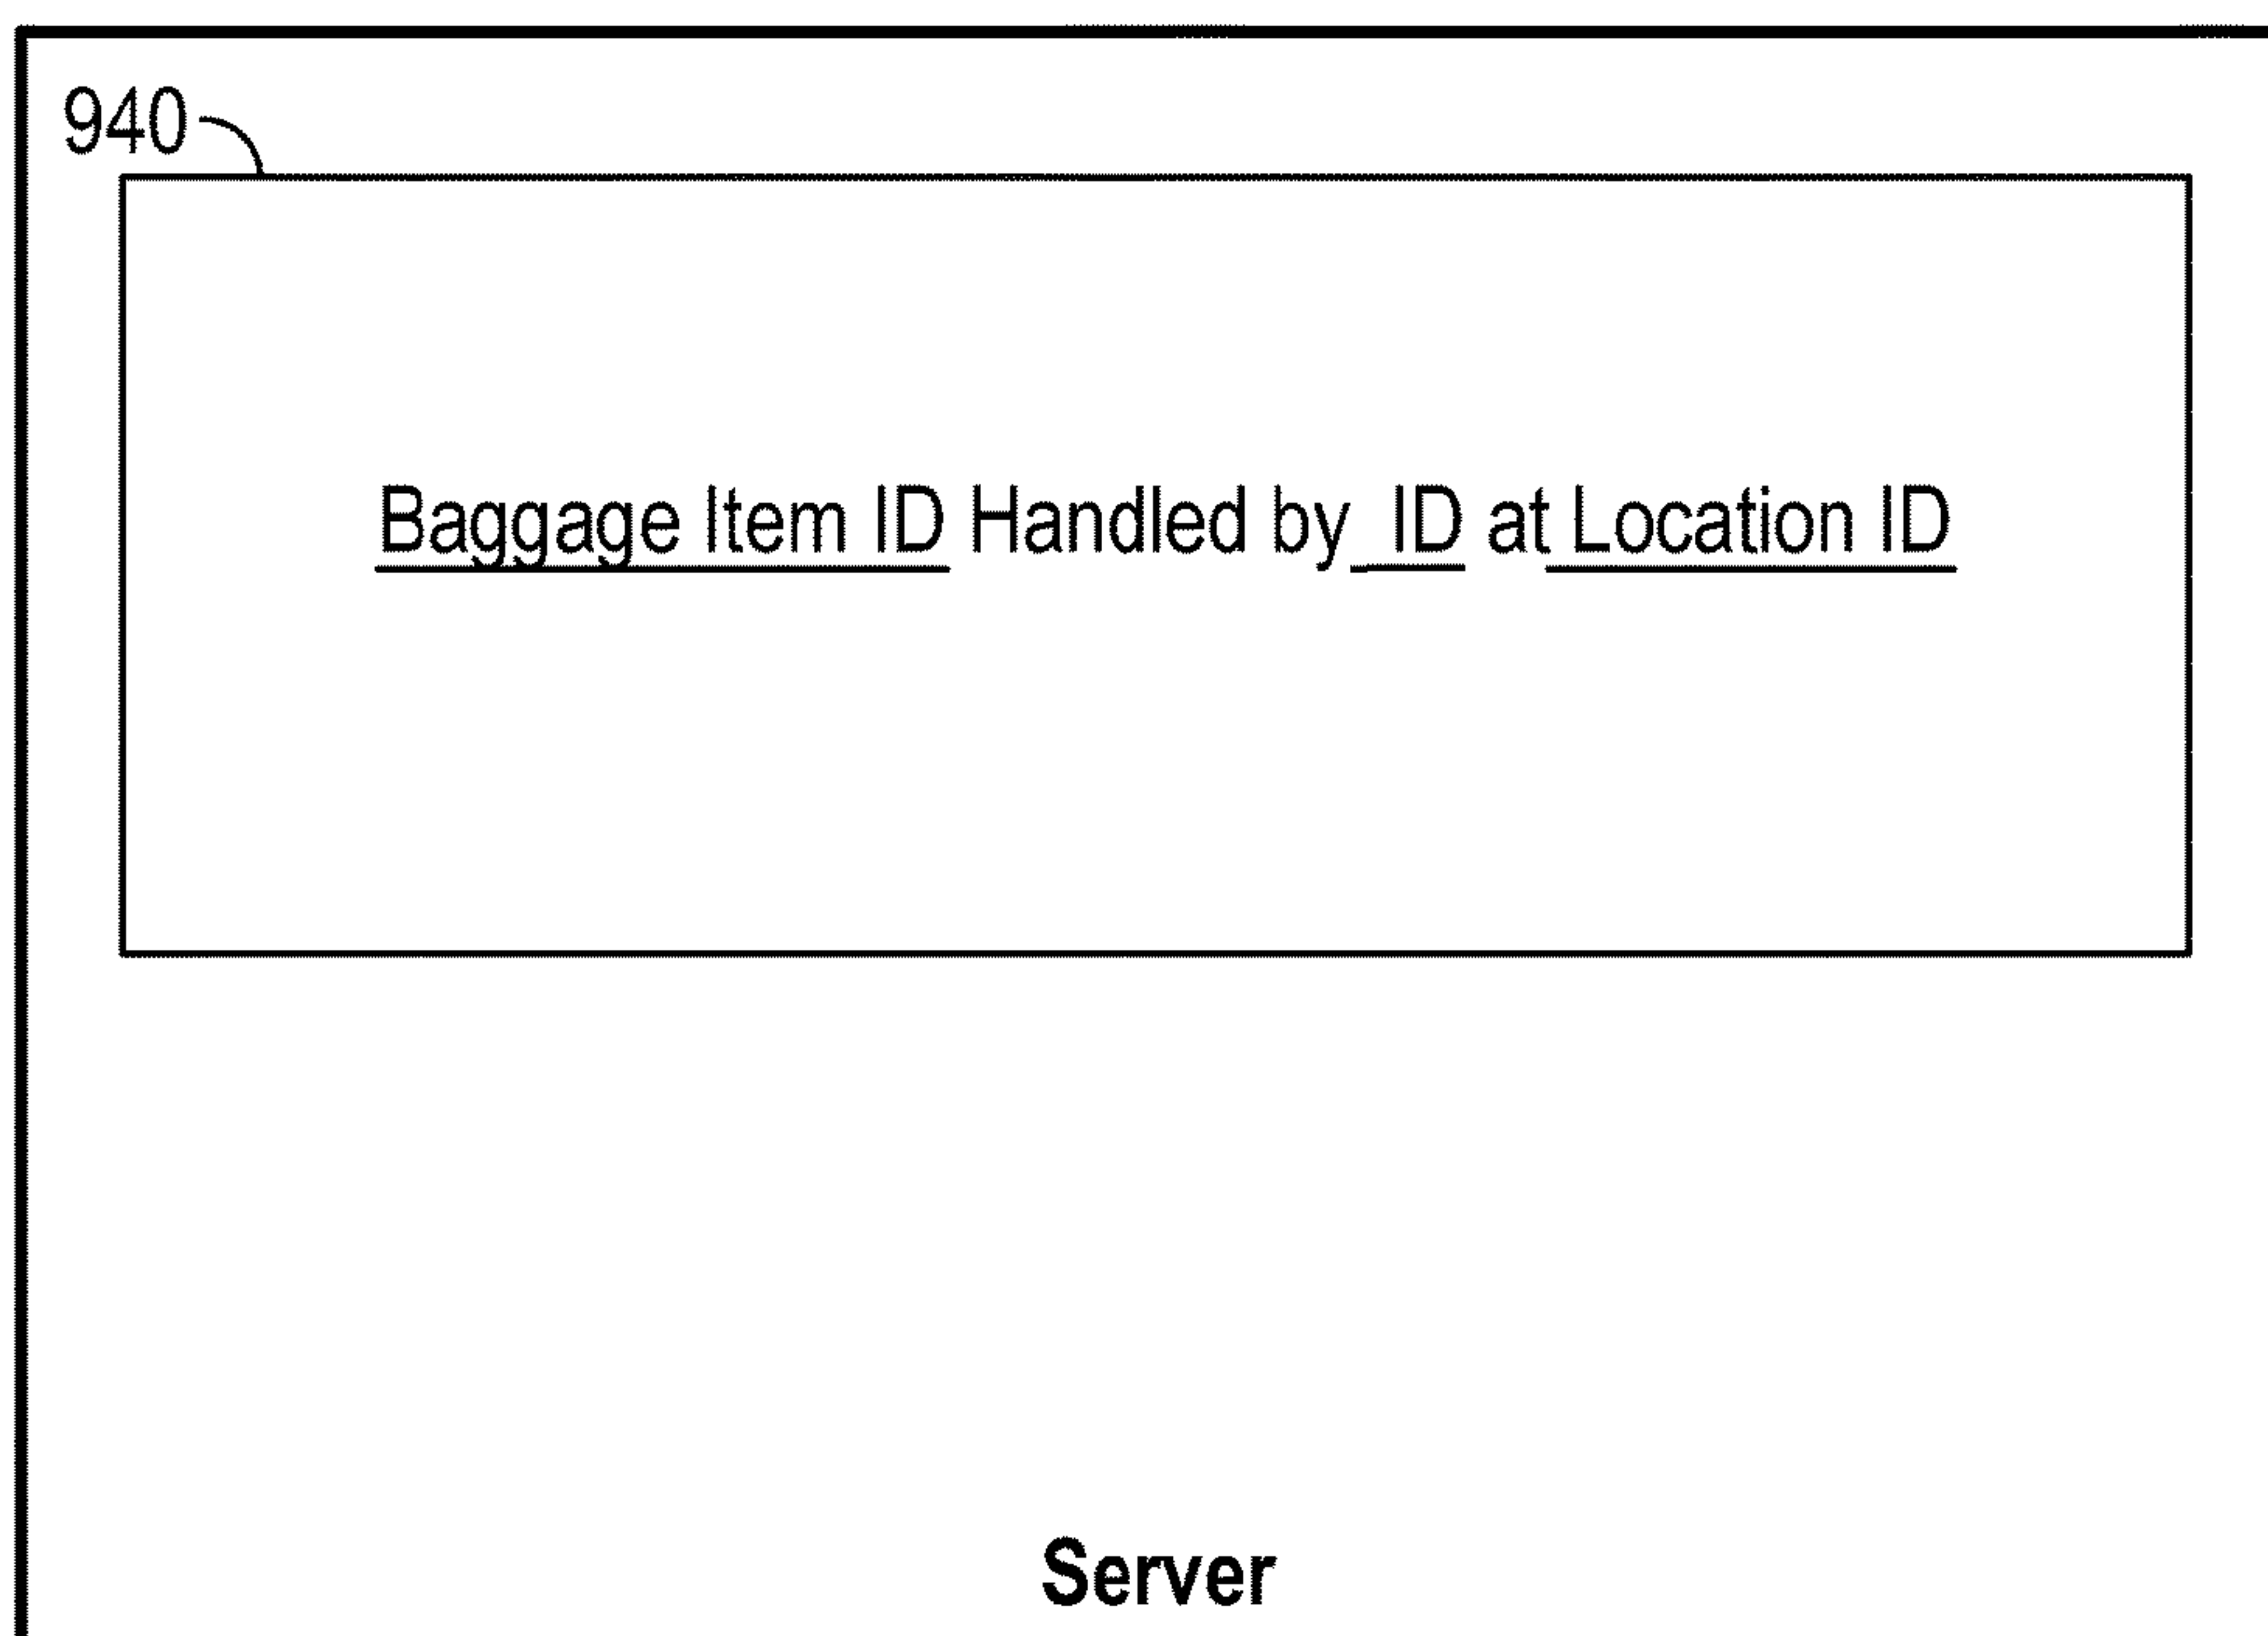 940
Baggage Item ID Handled by ID at Location ID
Server